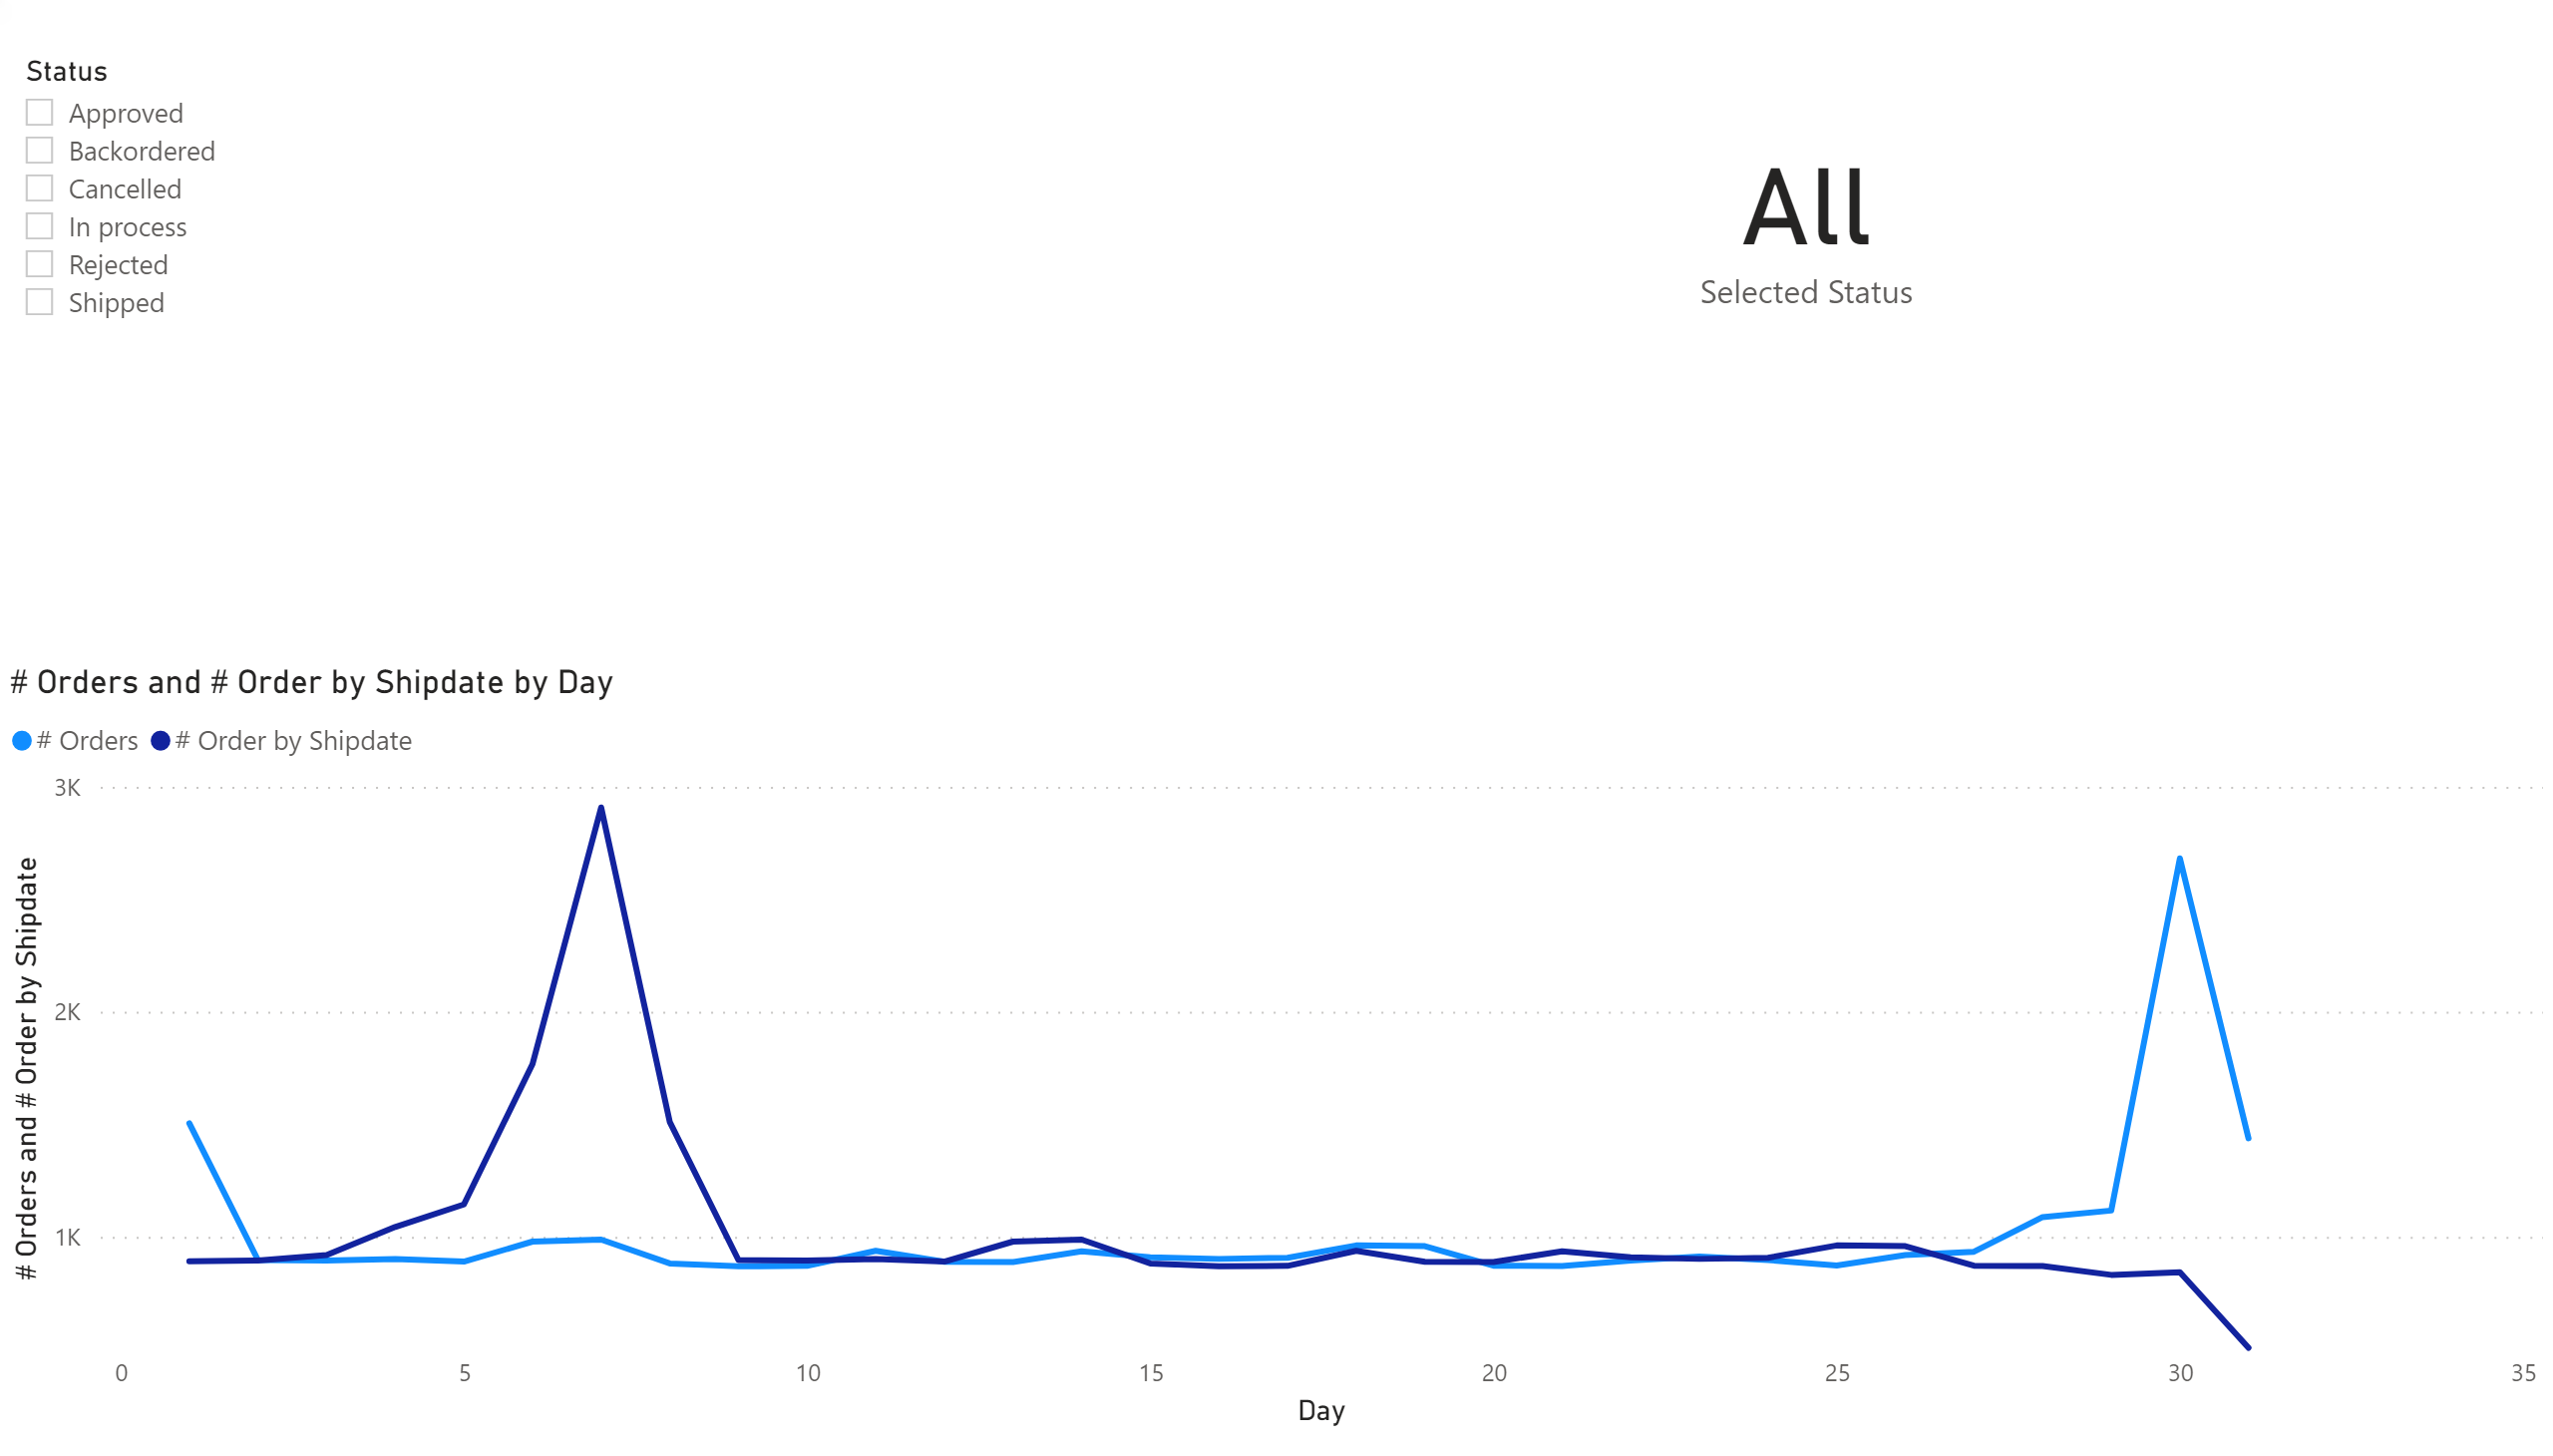 Status
Approved
Backordered
Cancelled
In process
Rejected
Shipped
All
Selected Status
# Orders and # Order by Shipdate by Day
# Orders # Order by Shipdate
3K
2K
1K
# Orders and # Order by Shipdate
0 5 10 15 20 25 30 35
Day